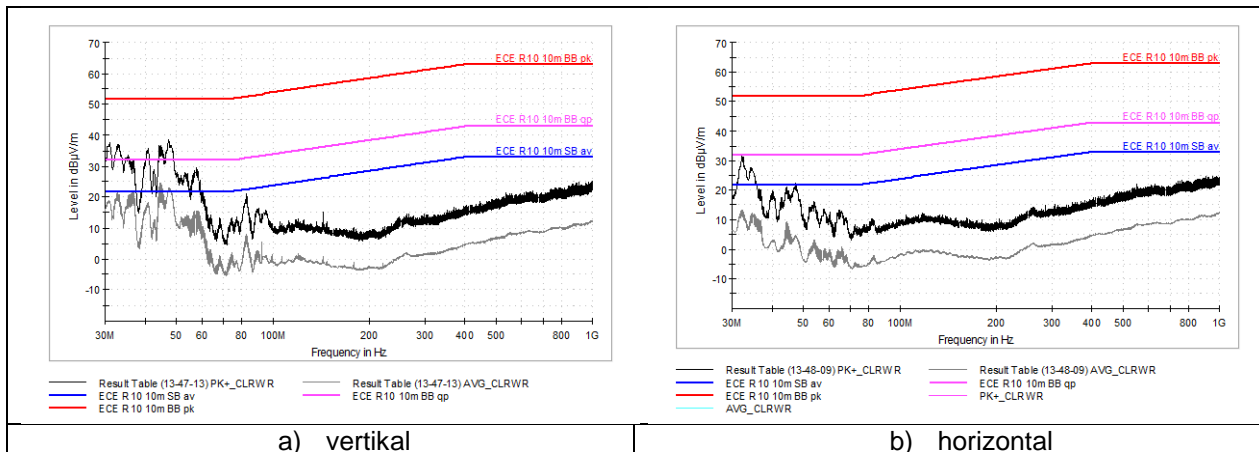 70
60
50
40
30
20
10
0
-10
Level in dBµV/m
ECE R10 10m BB pk
ECE R10 10m BB qp
ECE R10 10m SB av
30M 50 60 80 100M 200 300 400 500 800 1G
Frequency in Hz
Result Table (13-47-13) PK+_CLRWR
Result Table (13-47-13) AVG_CLRWR
ECE R10 10m SB av
ECE R10 10m BB qp
ECE R10 10m BB pk
a) vertikal
70
60
50
40
30
20
10
0
-10
Level in dBµV/m
ECE R10 10m BB pk
ECE R10 10m BB qp
ECE R10 10m SB av
30M 50 60 80 100M 200 300 400 500 800 1G
Frequency in Hz
Result Table (13-48-09) PK+_CLRWR
Result Table (13-48-09) AVG_CLRWR
ECE R10 10m SB av
ECE R10 10m BB qp
ECE R10 10m BB pk
PK+_CLRWR
AVG_CLRWR
b) horizontal